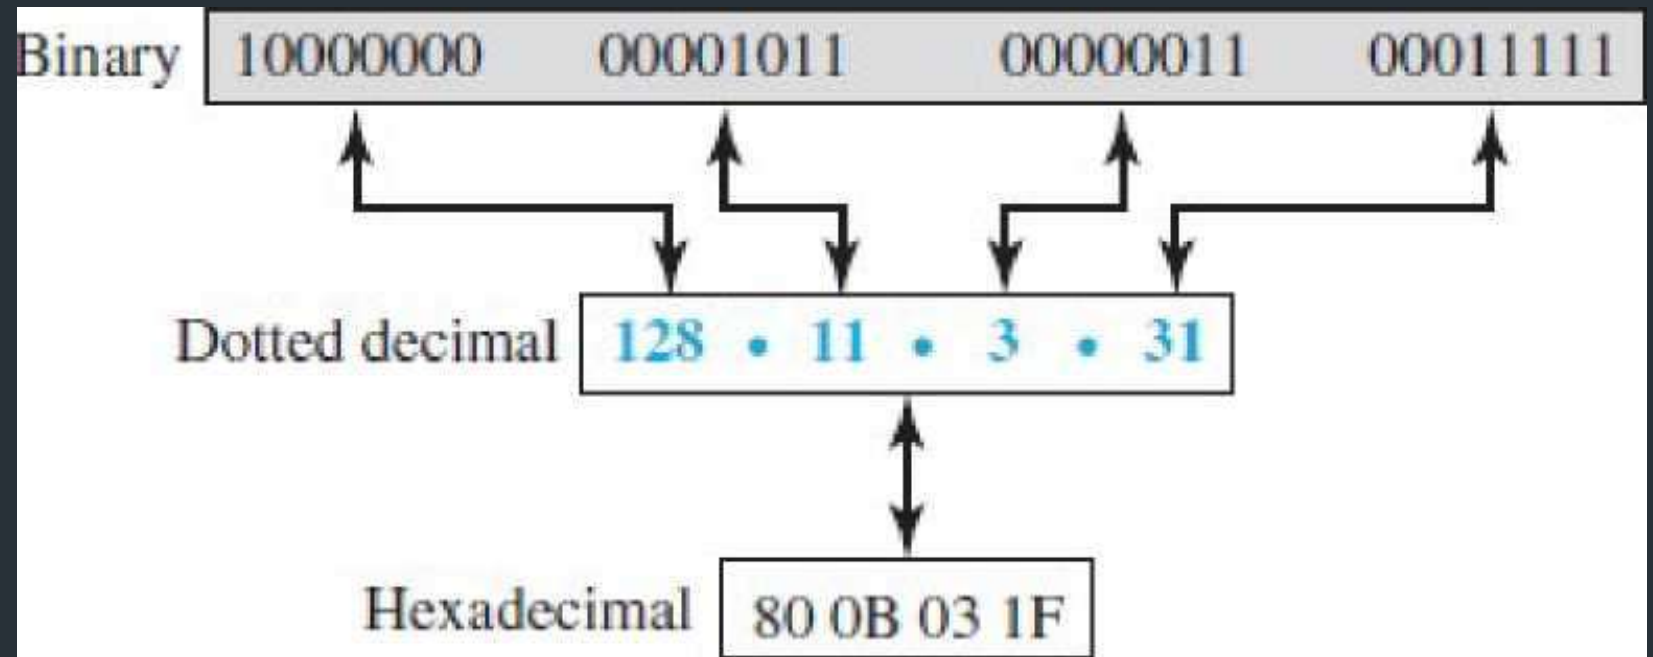 Binary 10000000 00001011 00000011 00011111
Dotted decimal 128 • 11 • 3 • 31
Hexadecimal 80 0B 03 1F